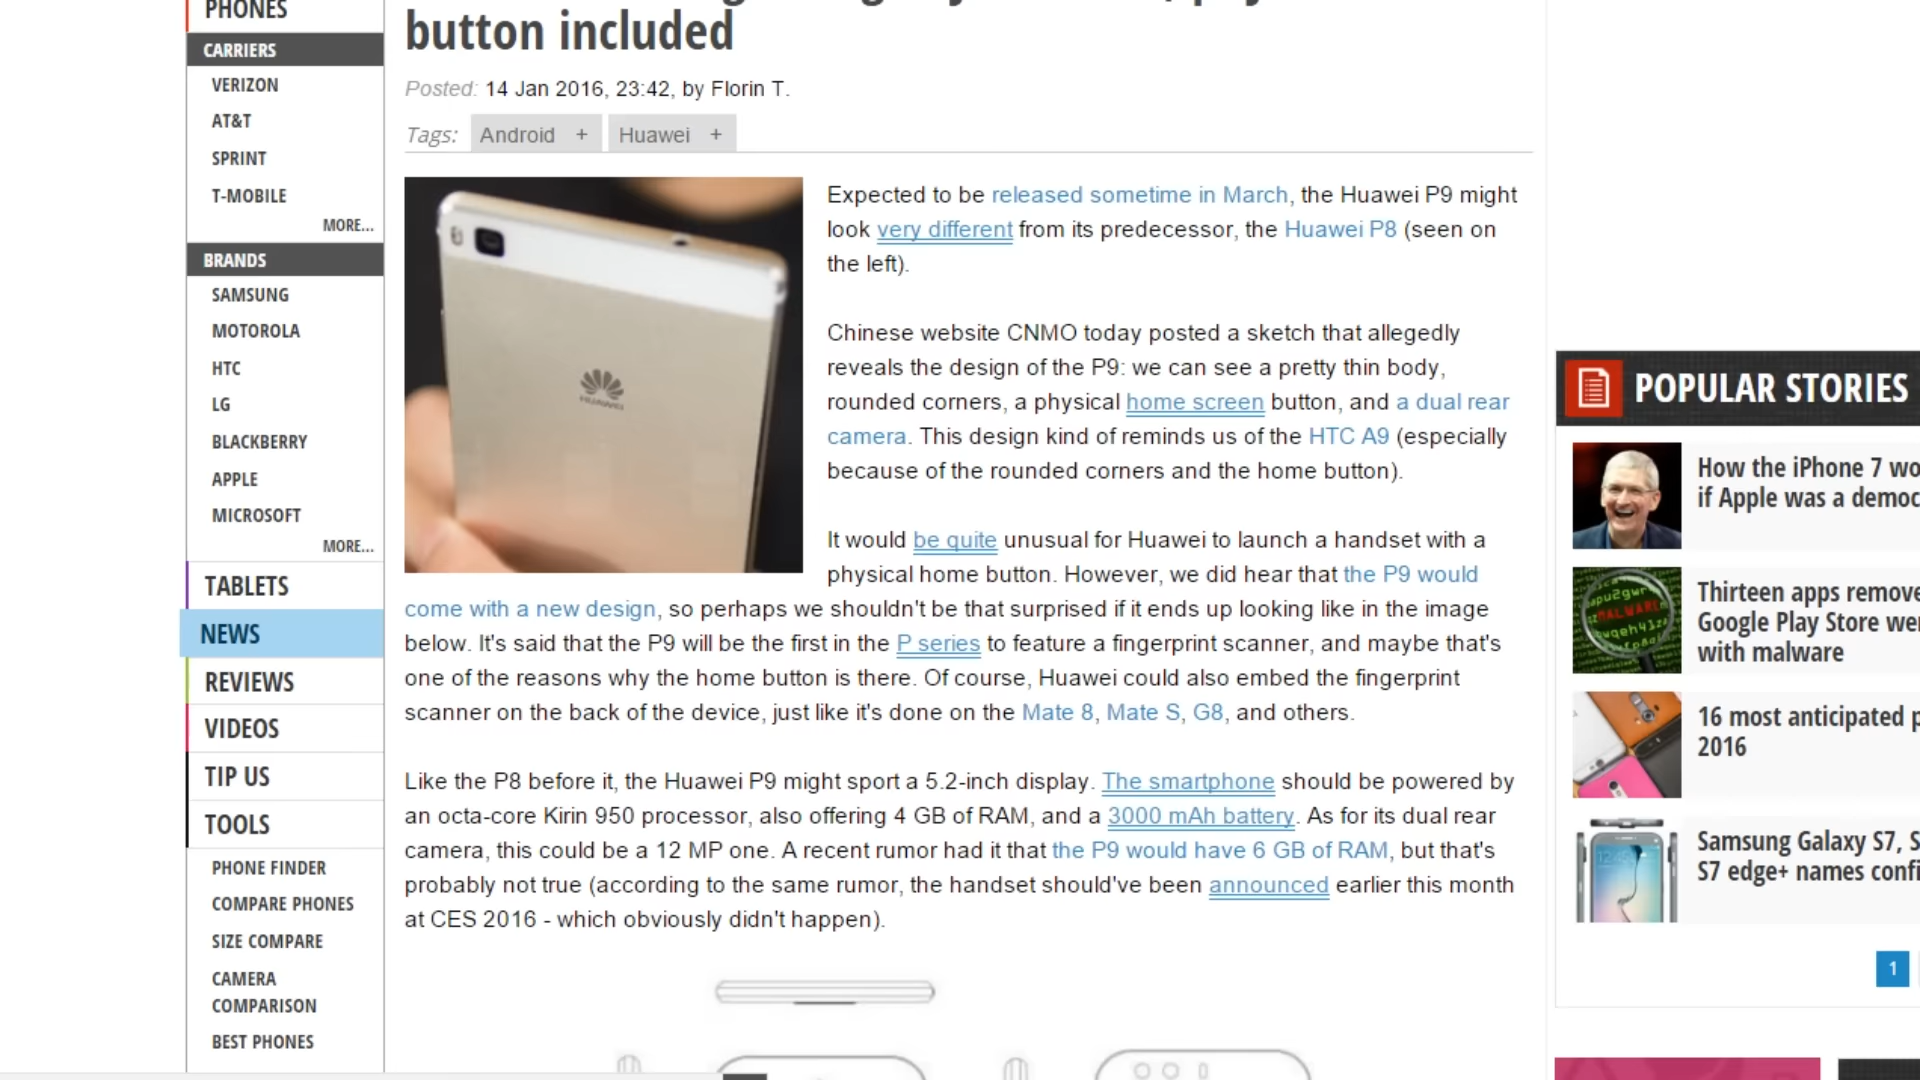 PHONES
CARRIERS
VERIZON
AT&T
SPRINT
T-MOBILE
MORE...
BRANDS
SAMSUNG
MOTOROLA
HTC
LG
BLACKBERRY
APPLE
MICROSOFT
MORE...
TABLETS
NEWS
REVIEWS
VIDEOS
TIP US
TOOLS
PHONE FINDER
COMPARE PHONES
SIZE COMPARE
CAMERA
COMPARISON
BEST PHONES
button included
Posted: 14 Jan 2016, 23:42, by Florin T.
Tags: Android + Huawei +
HUAWEI
Expected to be released sometime in March, the Huawei P9 might
look very different from its predecessor, the Huawei P8 (seen on
the left).
Chinese website CNMO today posted a sketch that allegedly
reveals the design of the P9: we can see a pretty thin body,
rounded corners, a physical home screen button, and a dual rear
camera. This design kind of reminds us of the HTC A9 (especially
because of the rounded corners and the home button).
It would be quite unusual for Huawei to launch a handset with a
physical home button. However, we did hear that the P9 would
come with a new design, so perhaps we shouldn't be that surprised if it ends up looking like in the image
below. It's said that the P9 will be the first in the P series to feature a fingerprint scanner, and maybe that's
one of the reasons why the home button is there. Of course, Huawei could also embed the fingerprint
scanner on the back of the device, just like it's done on the Mate 8, Mate S, G8, and others.
Like the P8 before it, the Huawei P9 might sport a 5.2-inch display. The smartphone should be powered by
an octa-core Kirin 950 processor, also offering 4 GB of RAM, and a 3000 mAh battery. As for its dual rear
camera, this could be a 12 MP one. A recent rumor had it that the P9 would have 6 GB of RAM, but that's
probably not true (according to the same rumor, the handset should've been announced earlier this month
at CES 2016 - which obviously didn't happen).
POPULAR STORIES
How the iPhone 7 wo
if Apple was a democ
Thirteen apps remove
Google Play Store we
with malware
MALWARE
16 most anticipated p
2016
Samsung Galaxy S7, S
S7 edge+ names confi
1